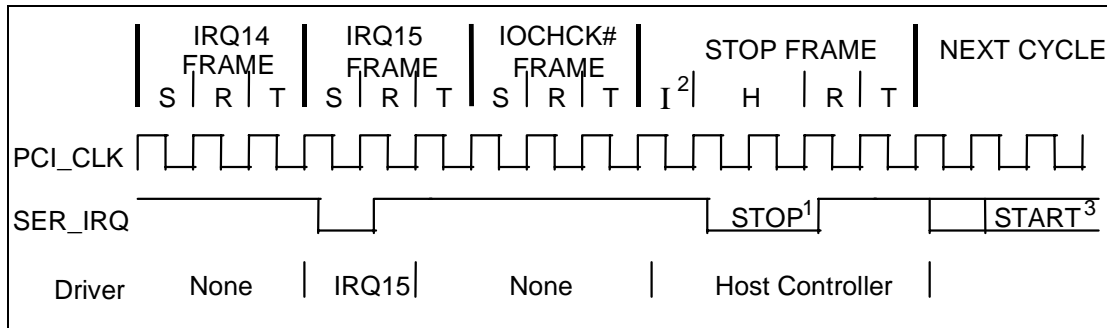 IRQ14 FRAME
IRQ15 FRAME
IOCHCK# FRAME
STOP FRAME
NEXT CYCLE
S R T S R T S R T I 2 H R T
PCI_CLK
SER_IRQ
STOP1
START3
Driver None IRQ15 None Host Controller